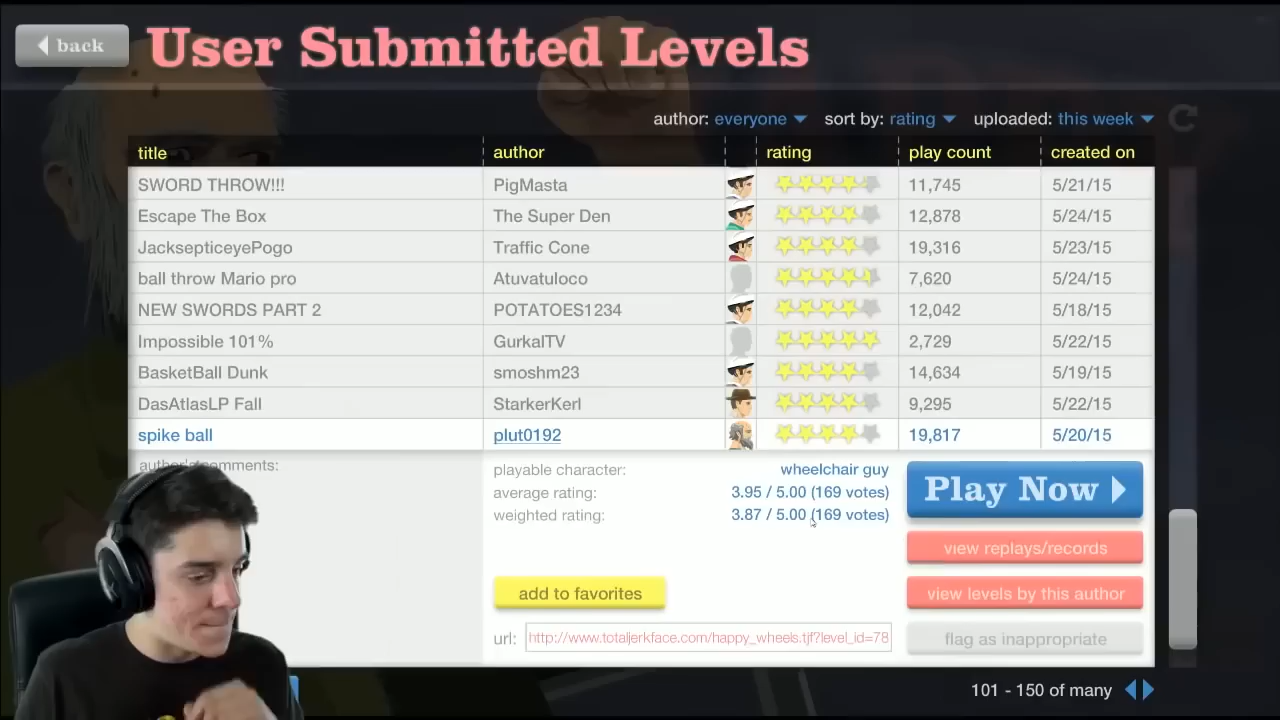 back
User Submitted Levels
author: everyone sort by: rating uploaded: this week
title author rating play count created on
SWORD THROW!!! PigMasta 11,745 5/21/15
Escape The Box The Super Den 12,878 5/24/15
JacksepticeyePogo Traffic Cone 19,316 5/23/15
ball throw Mario pro Atuvatuloco 7,620 5/24/15
NEW SWORDS PART 2 POTATOES1234 12,042 5/18/15
Impossible 101% GurkalTV 2,729 5/22/15
BasketBall Dunk smoshm23 14,634 5/19/15
DasAtlasLP Fall StarkerKerl 9,295 5/22/15
spike ball plut0192 19,817 5/20/15
author's comments:
playable character: wheelchair guy
average rating: 3.95 / 5.00 (169 votes)
weighted rating: 3.87 / 5.00 (169 votes)
Play Now
view replays/records
add to favorites
view levels by this author
url: http://www.totaljerkface.com/happy_wheels.tjf?level_id=78
flag as inappropriate
101 - 150 of many